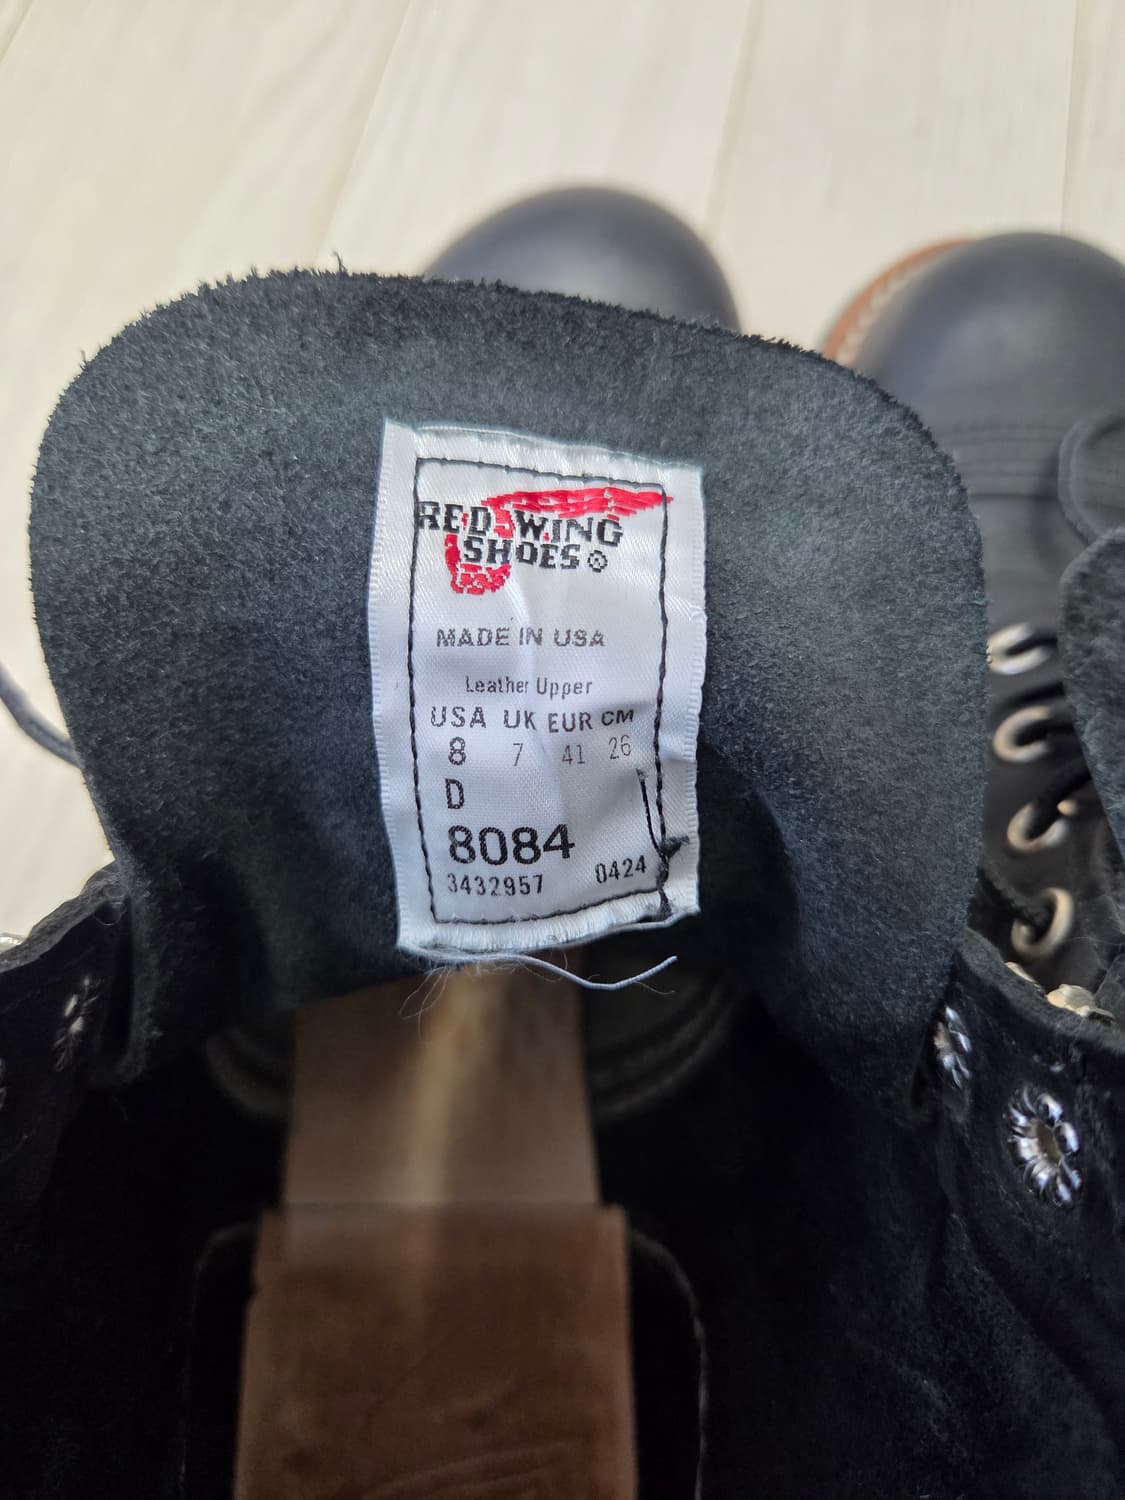 RED WING
SHOES®
MADE IN USA
Leather Upper
USA UK EUR CM
8 7 41 26
D
8084
3432957 0424